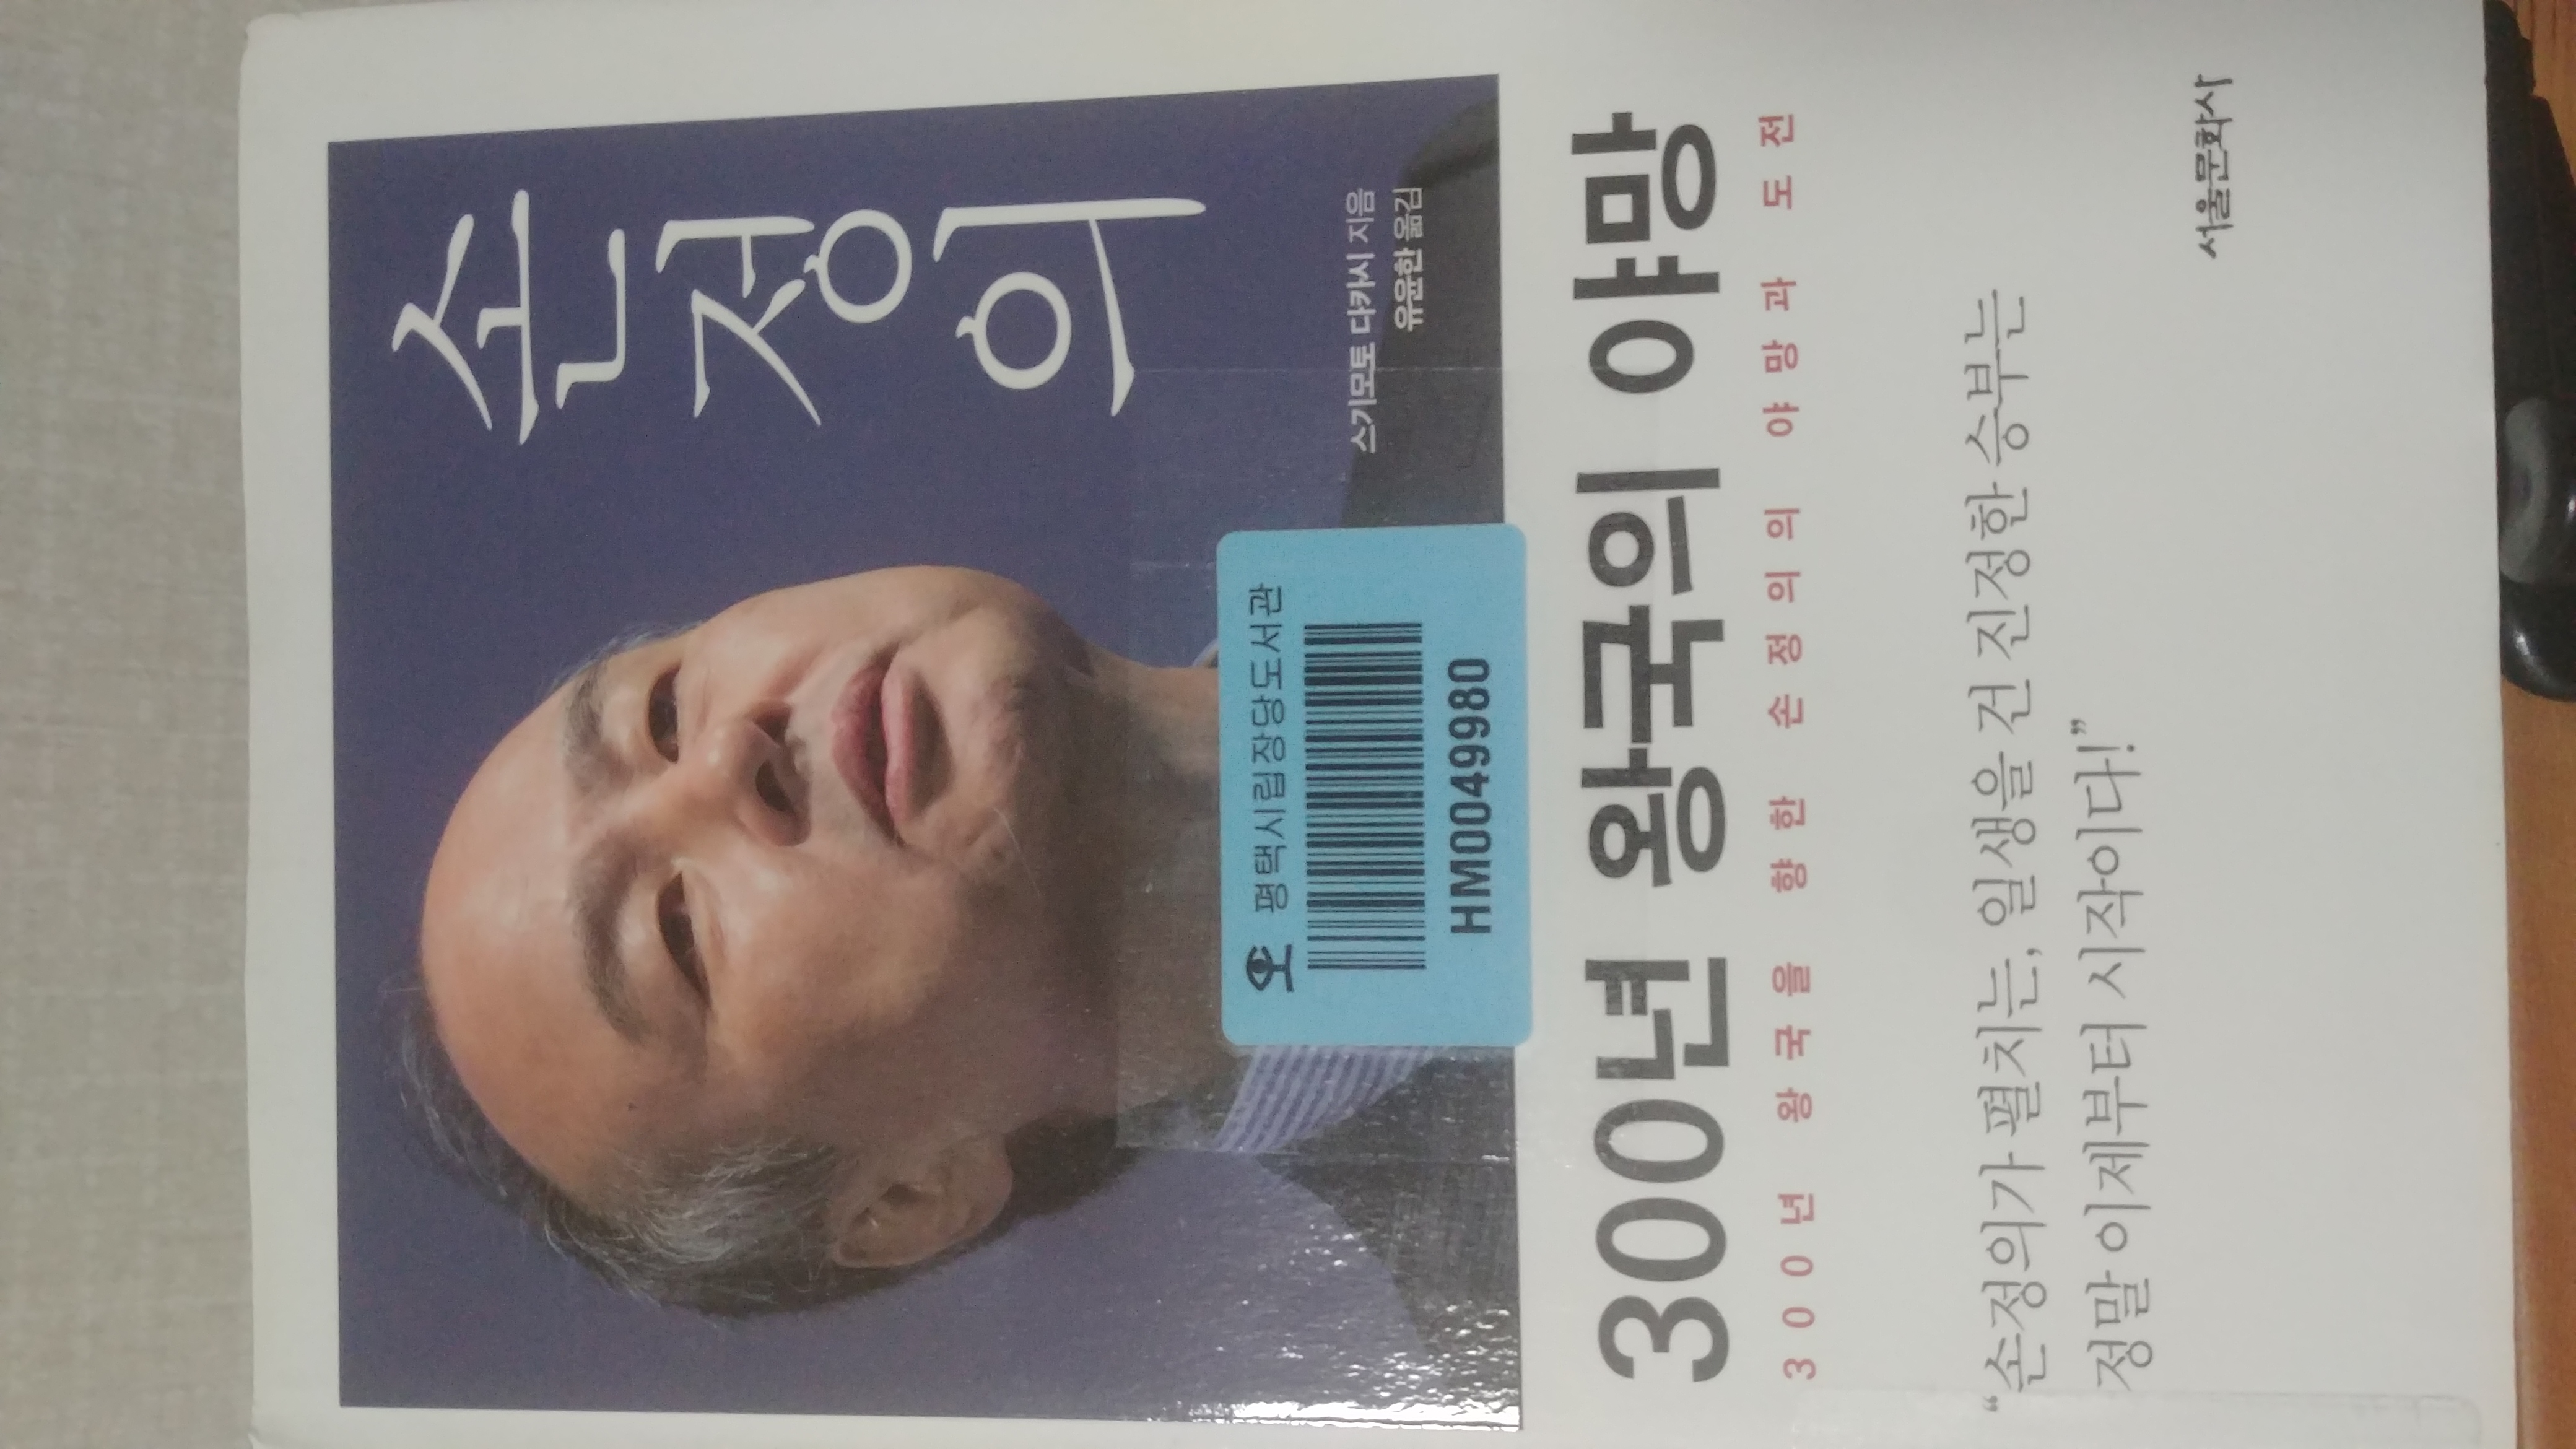 손정의
스기모토 다카시 지음
유윤한 옮김
평택시립장당도서관
HM0049980
300년 왕국의 야망
300년 왕국을 향한 손정의의 야망과 도전
“손정의가 펼치는, 일생을 건 진정한 승부는
정말 이제부터 시작이다!”
서울문화사